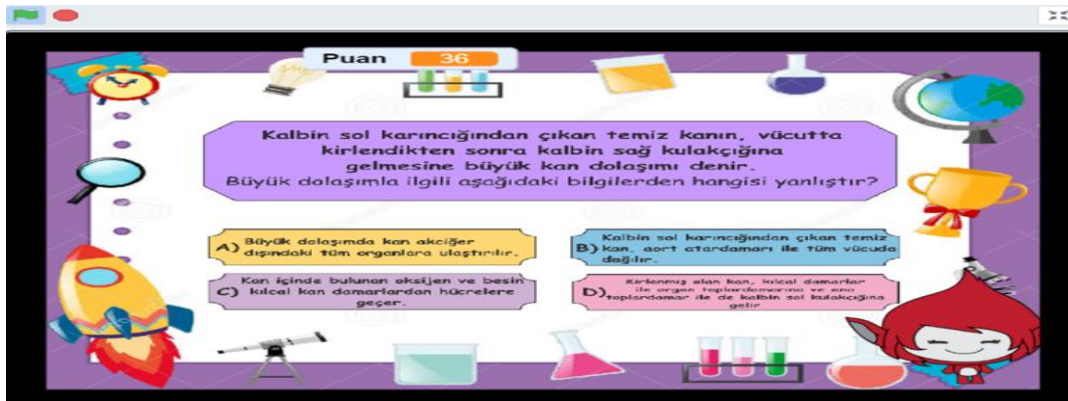 Puan 36
Kalbin sol karıncığından çıkan temiz kanın, vücutta
kirlendikten sonra kalbin sağ kulakçığına
gelmesine büyük kan dolaşımı denir.
Büyük dolaşımla ilgili aşağıdaki bilgilerden hangisi yanlıştır?
A) Büyük dolaşımda kan akciğer
dışındaki tüm organlara ulaştırılır.
B) Kalbin sol karıncığından çıkan temiz
kan, aort atardamarı ile tüm vücuda
dağılır.
C) Kan içinde bulunan oksijen ve besin
kılcal kan damarlardan hücrelere
geçer.
D) Kirlenmiş olan kan, kılcal damarlar
ile organ toplardamarına ve ana
toplardamar ile de kalbin sol kulakçığına
gelir